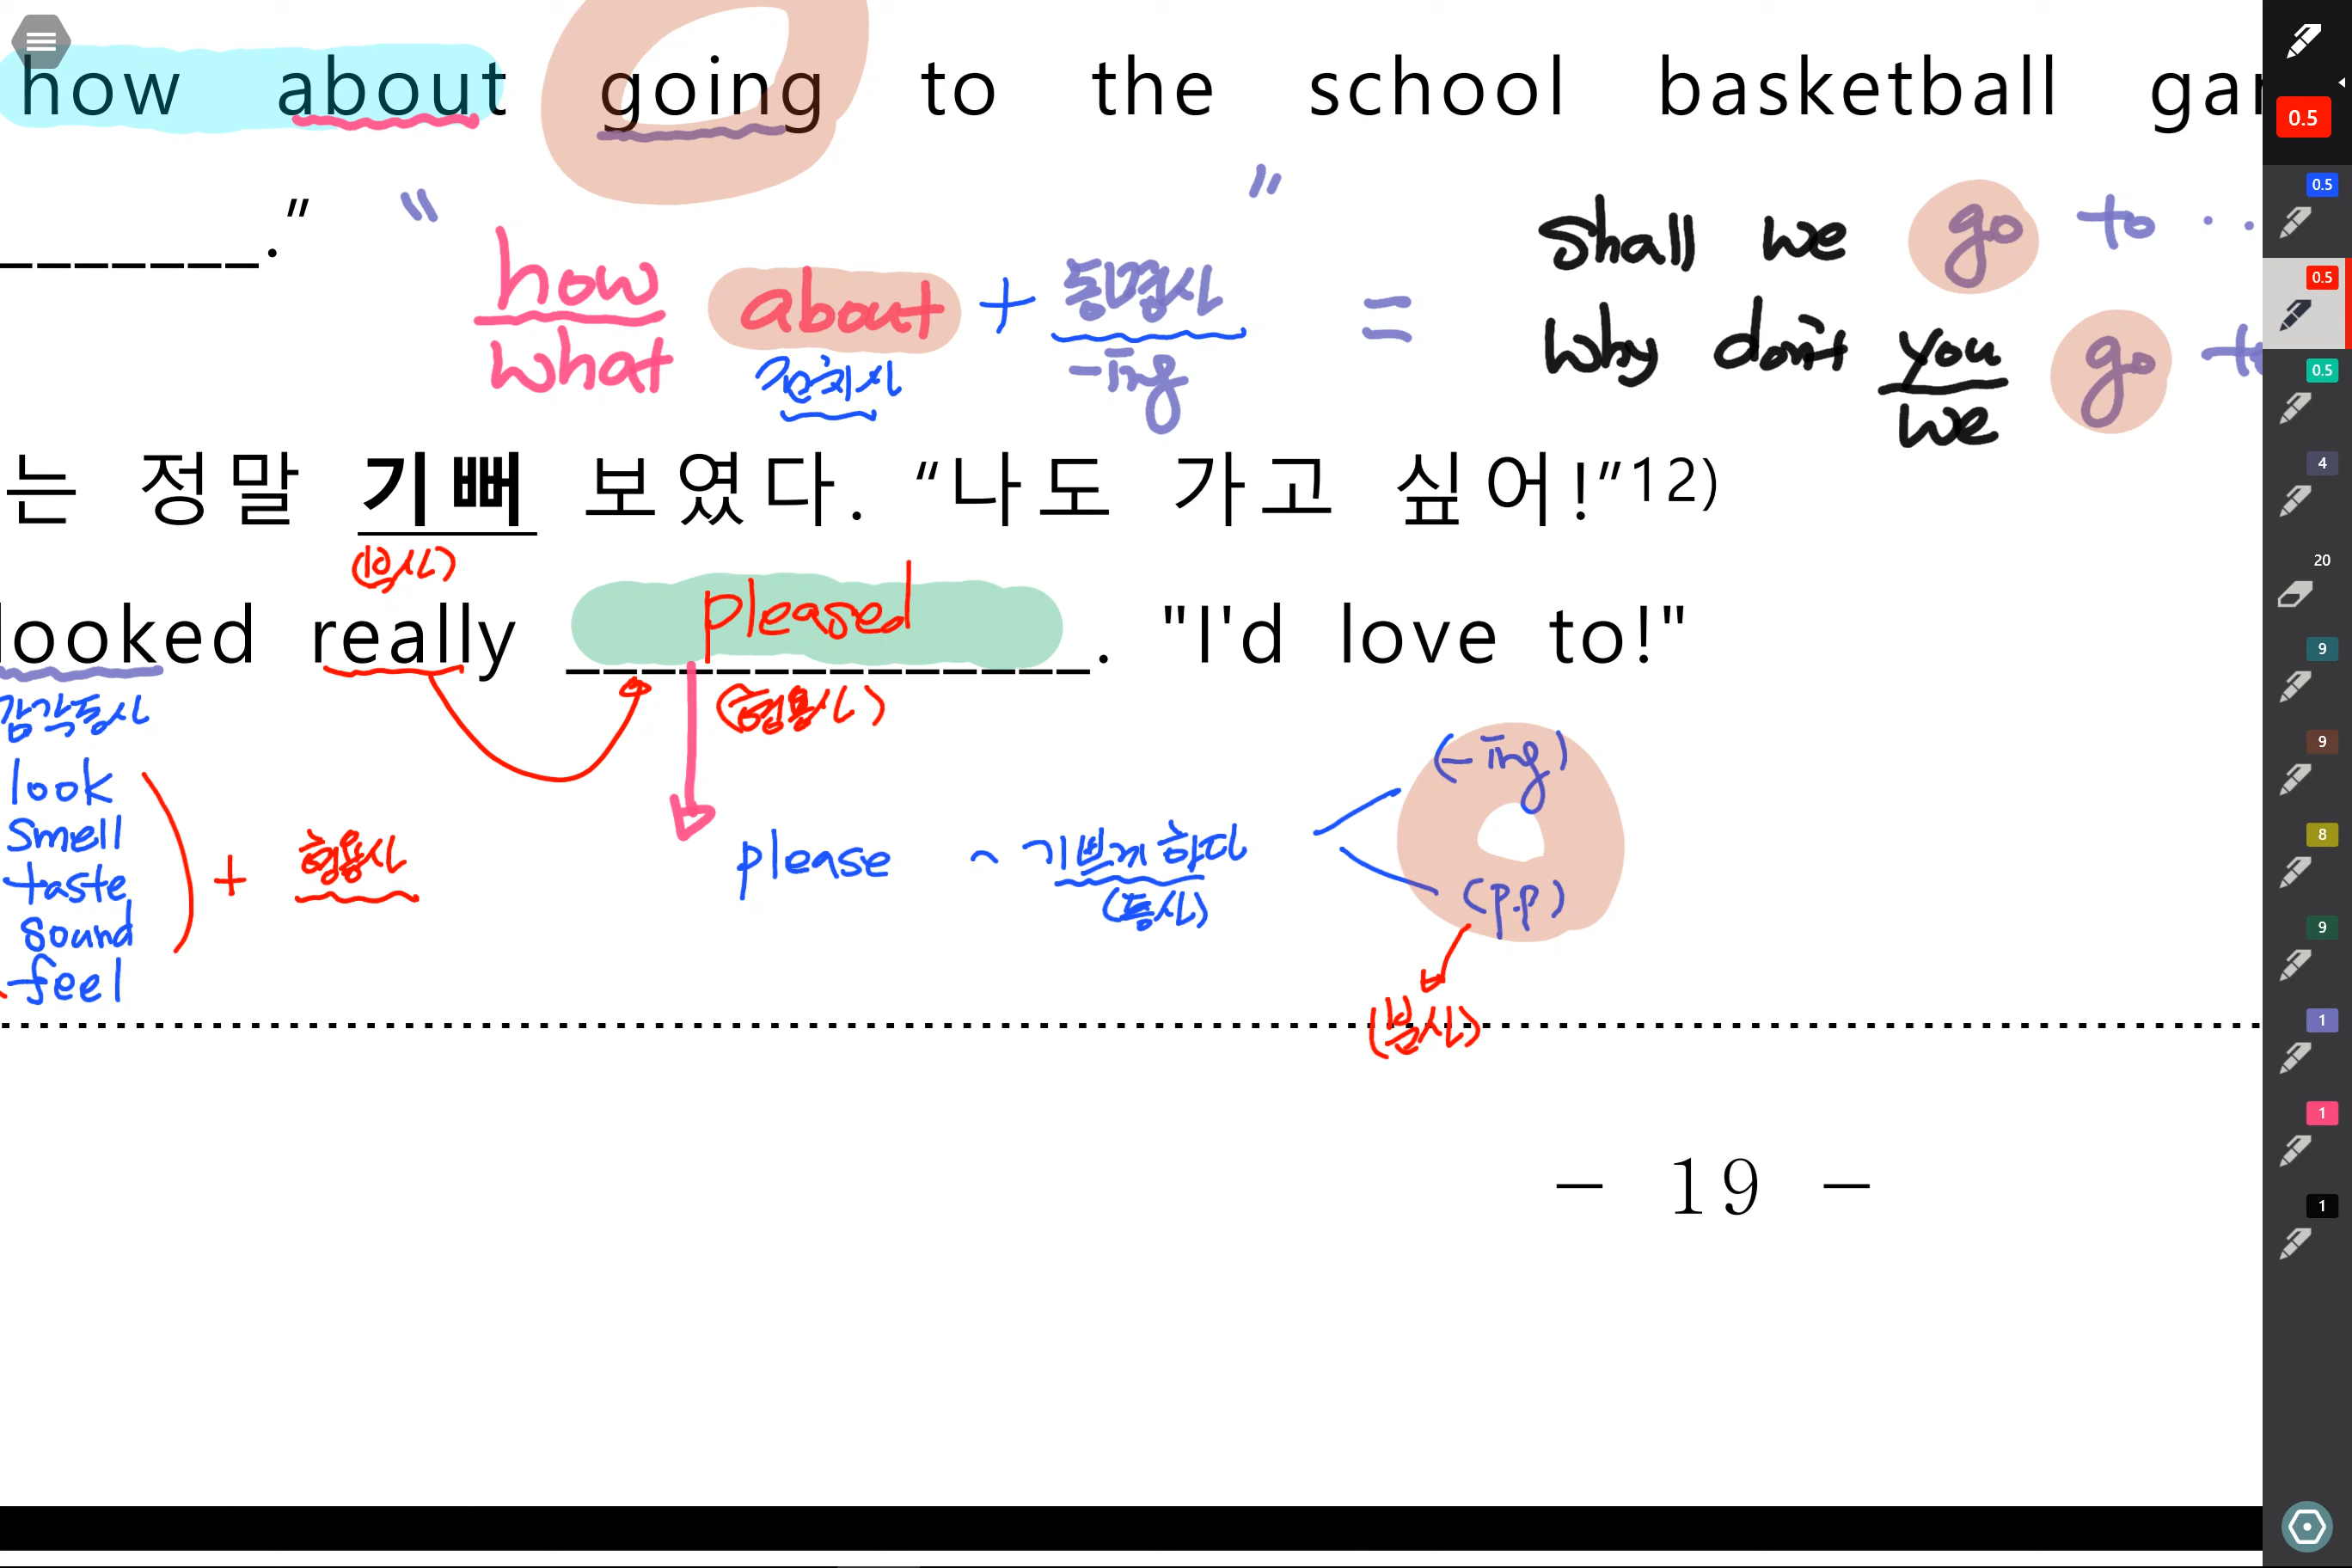 how about going to the school basketball gar
_______." " " shall we go to ..
how about + 동명사 = why don't you go to
what 전치사 -ing we
는 정말 기뻐 보였다. "나도 가고 싶어!"12)
(부사)
looked really pleased. "I'd love to!"
감각동사 (형용사)
look (-ing)
smell + 형용사 please ~ 기쁘게 하다
taste (동사) (p.p)
sound
feel
(분사)
- 19 -
0.5
0.5
0.5
0.5
4
20
9
9
8
9
1
1
1